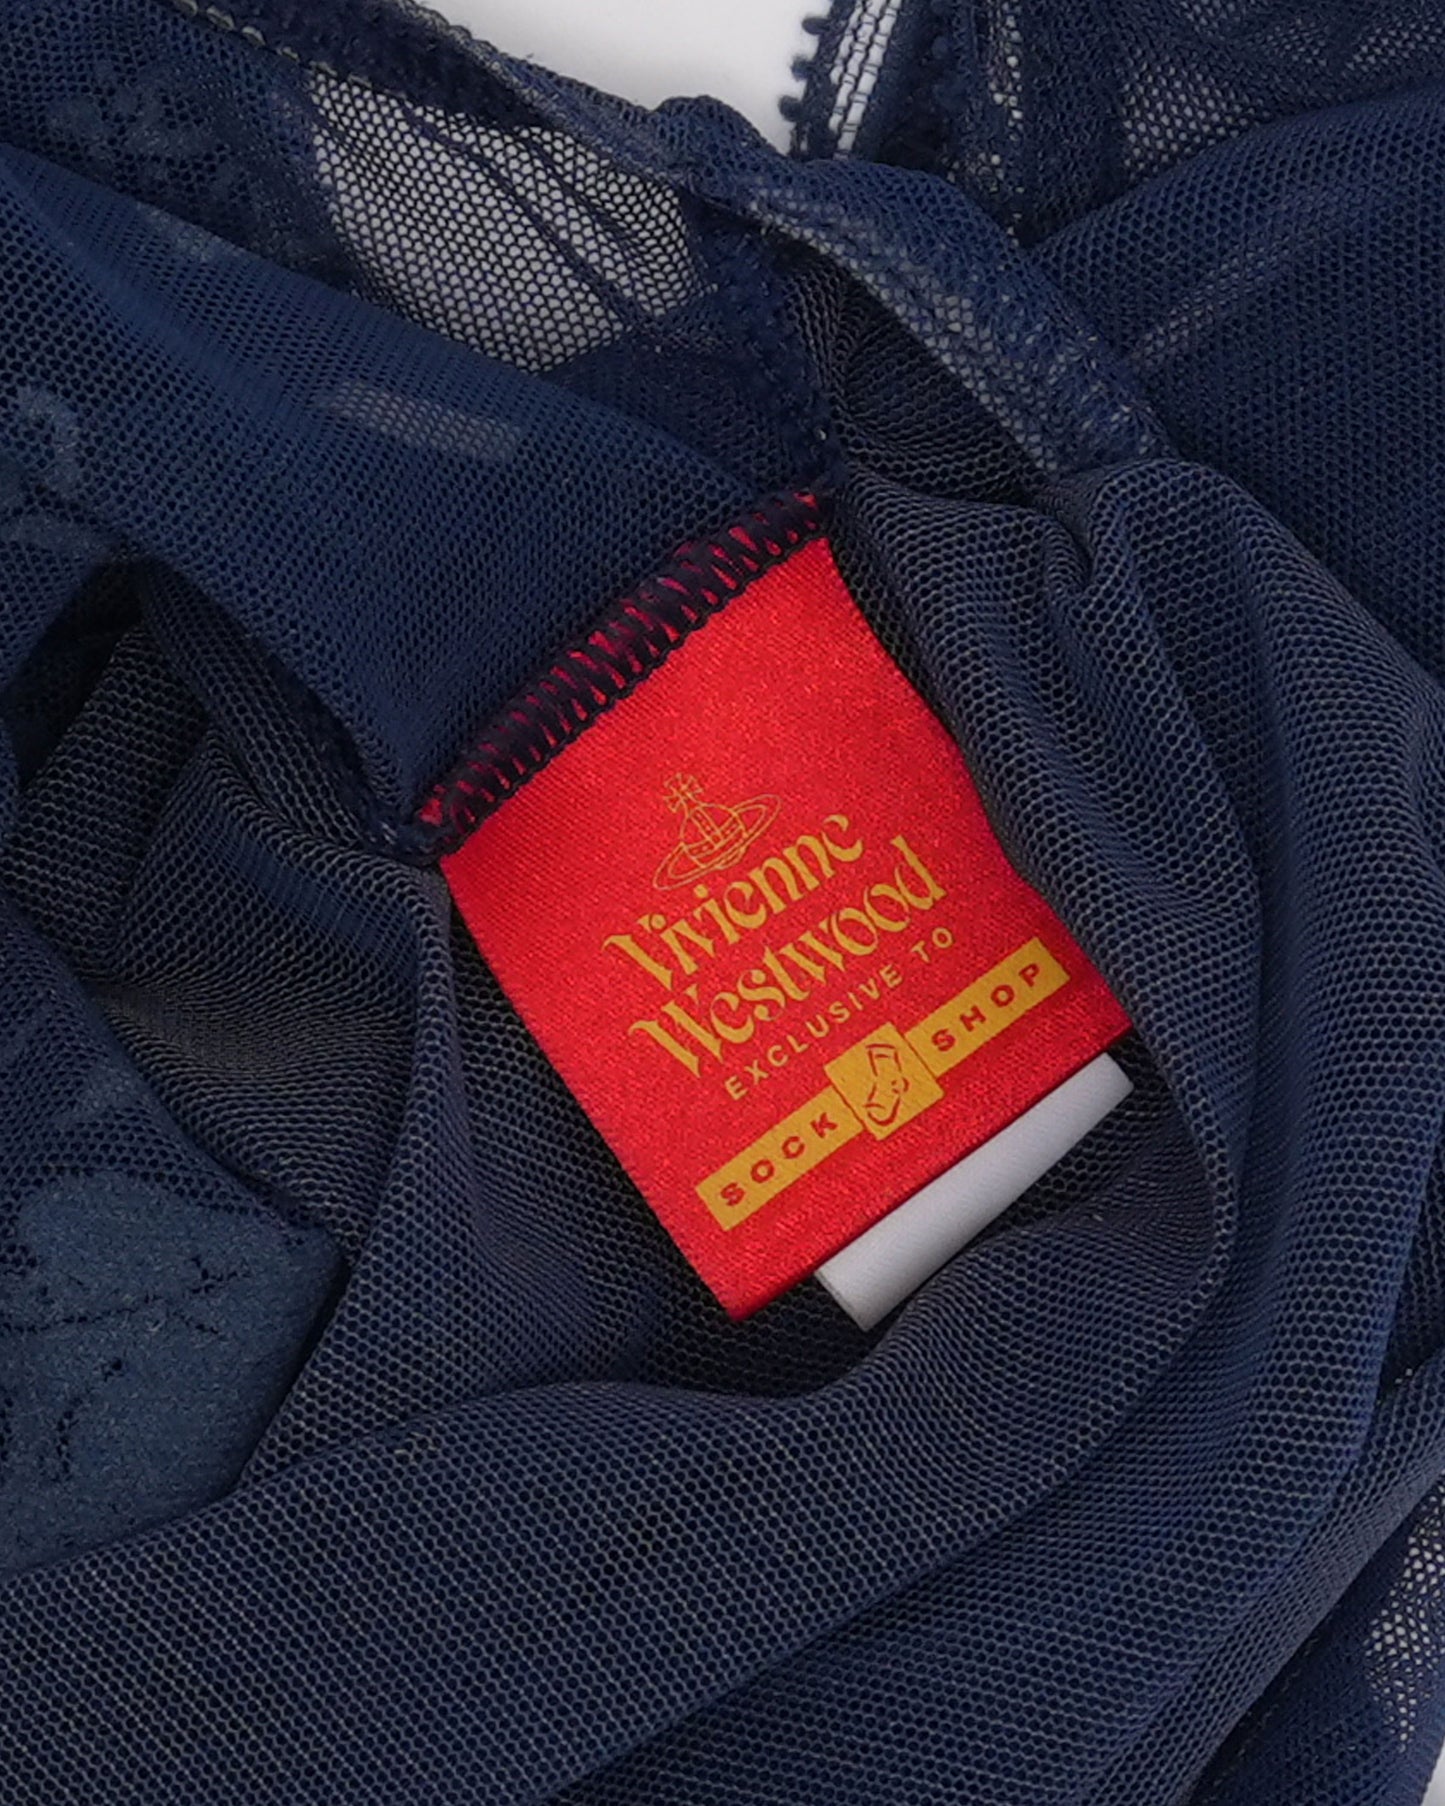 Vivienne
Westwood
EXCLUSIVE TO
SOCK SHOP